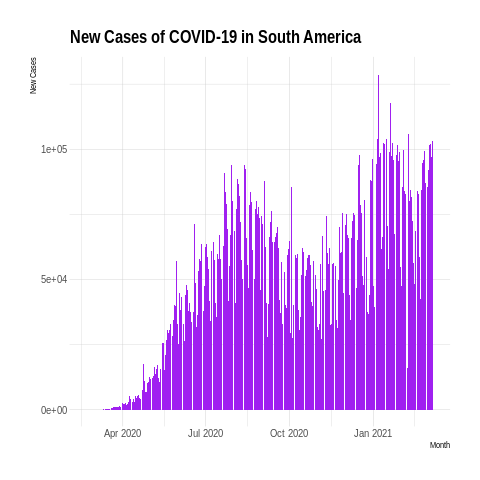 New Cases of COVID-19 in South America
New Cases
1e+05
5e+04
0e+00
Apr 2020 Jul 2020 Oct 2020 Jan 2021
Month